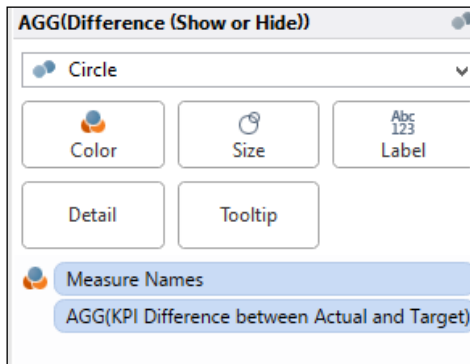 AGG(Difference (Show or Hide))
Circle
Abc
123
Color Size Label
Detail Tooltip
Measure Names
AGG(KPI Difference between Actual and Target)